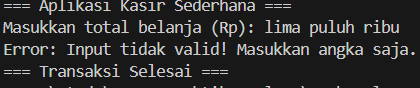 === Aplikasi Kasir Sederhana ===
Masukkan total belanja (Rp): lima puluh ribu
Error: Input tidak valid! Masukkan angka saja.
=== Transaksi Selesai ===